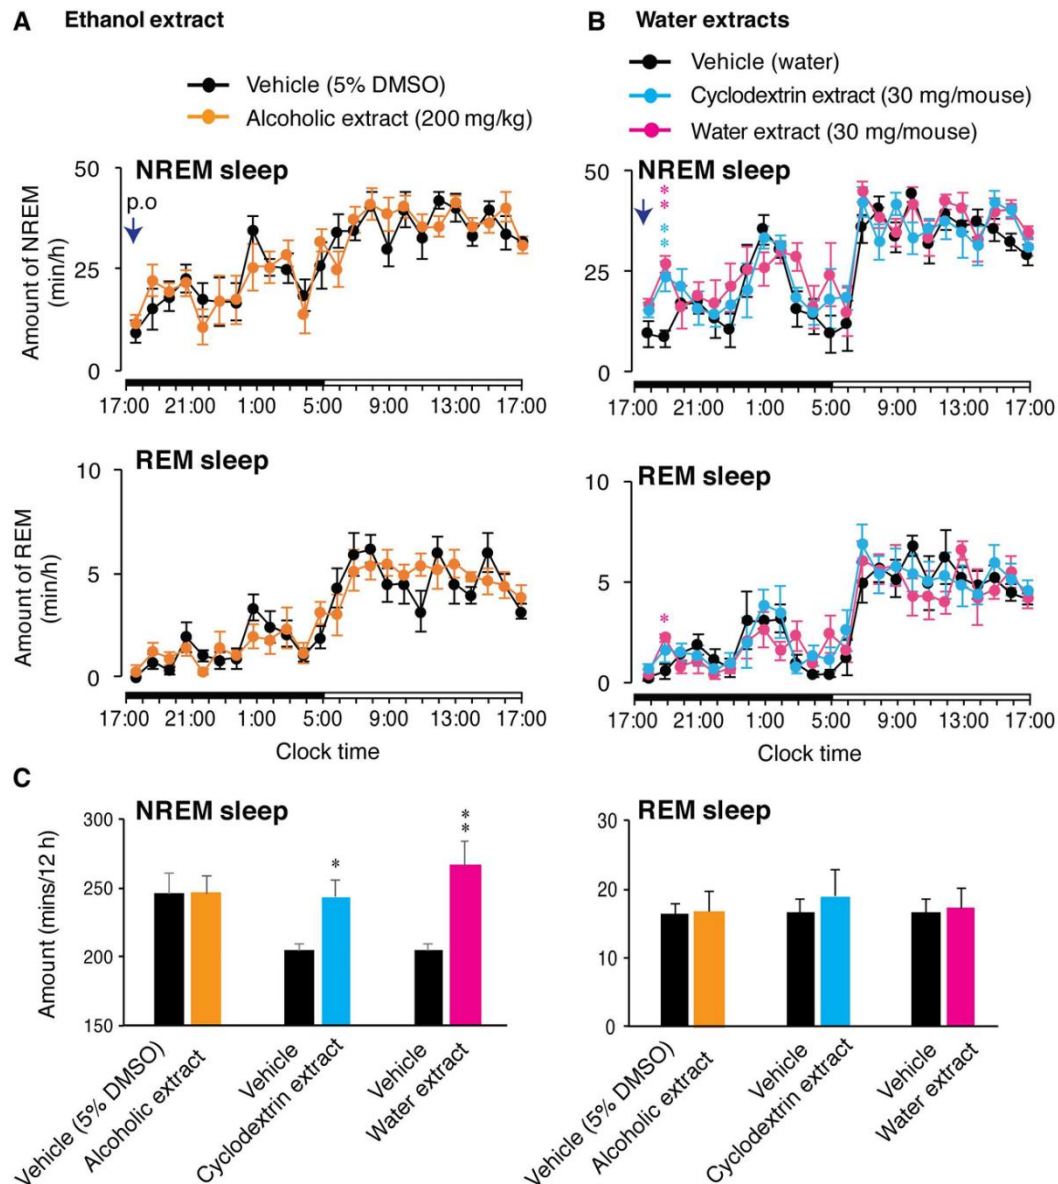 A Ethanol extract
Vehicle (5% DMSO)
Alcoholic extract (200 mg/kg)
NREM sleep
p.o
Amount of NREM
(min/h)
50
25
0
17:00 21:00 1:00 5:00 9:00 13:00 17:00
REM sleep
Amount of REM
(min/h)
10
5
0
17:00 21:00 1:00 5:00 9:00 13:00 17:00
Clock time
B Water extracts
Vehicle (water)
Cyclodextrin extract (30 mg/mouse)
Water extract (30 mg/mouse)
NREM sleep
50
25
0
*
*
*
*
17:00 21:00 1:00 5:00 9:00 13:00 17:00
REM sleep
10
5
0
*
17:00 21:00 1:00 5:00 9:00 13:00 17:00
Clock time
C
NREM sleep
Amount (mins/12 h)
300
250
200
150
*
*
*
Vehicle (5% DMSO)
Alcoholic extract
Vehicle
Cyclodextrin extract
Vehicle
Water extract
REM sleep
30
20
10
0
Vehicle (5% DMSO)
Alcoholic extract
Vehicle
Cyclodextrin extract
Vehicle
Water extract